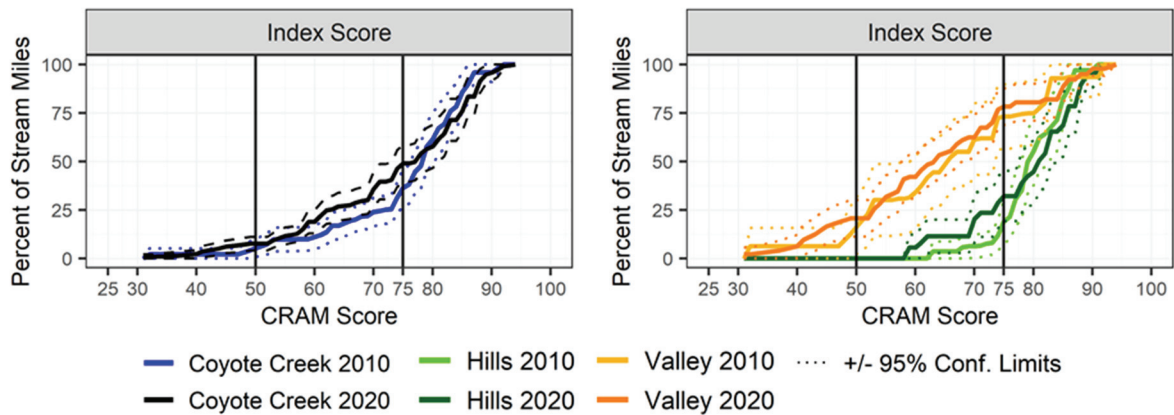 Index Score
Index Score
Percent of Stream Miles
100
75
50
25
0
25 30 40 50 60 70 75 80 90 100
CRAM Score
Percent of Stream Miles
100
75
50
25
0
25 30 40 50 60 70 75 80 90 100
CRAM Score
Coyote Creek 2010
Hills 2010
Valley 2010
+/- 95% Conf. Limits
Coyote Creek 2020
Hills 2020
Valley 2020